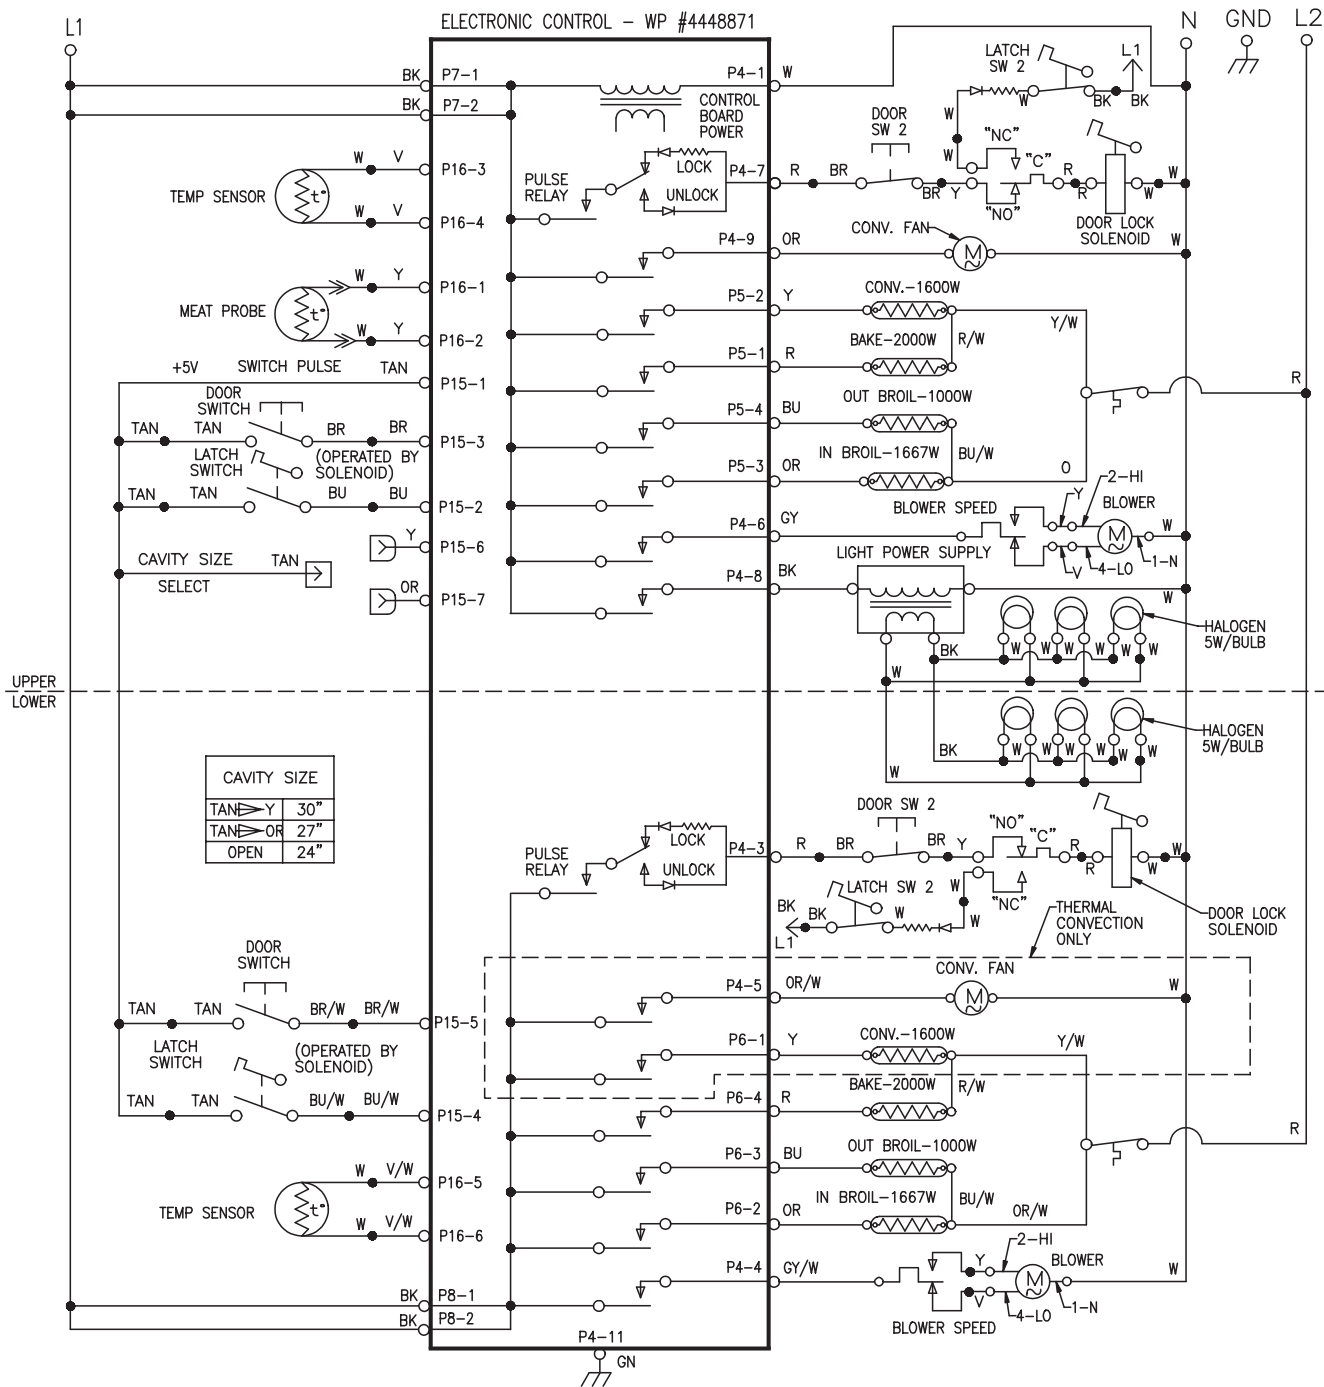 ELECTRONIC CONTROL - WP #4448871
L1
N
GND
L2
BK
P7-1
P4-1
W
LATCH
SW 2
L1
BK
P7-2
CONTROL
BOARD
POWER
DOOR
SW 2
W
BK
BK
W
"NC"
W
V
P16-3
LOCK
P4-7
R
BR
W
"C"
R
W
TEMP SENSOR
t°
PULSE
RELAY
UNLOCK
BR
Y
R
W
W
V
P16-4
"NO"
DOOR LOCK
SOLENOID
P4-9
OR
CONV. FAN
M
W
W
Y
P16-1
P5-2
Y
CONV.-1600W
MEAT PROBE
t°
Y/W
W
Y
P16-2
BAKE-2000W
R/W
+5V
SWITCH PULSE
TAN
P15-1
P5-1
R
R
DOOR
SWITCH
OUT BROIL-1000W
TAN
TAN
BR
BR
P15-3
P5-4
BU
LATCH
SWITCH
(OPERATED BY
SOLENOID)
IN BROIL-1667W
BU/W
P5-3
OR
O
TAN
TAN
BU
BU
P15-2
BLOWER SPEED
Y
2-HI
BLOWER
P4-6
GY
M
W
Y
P15-6
LIGHT POWER SUPPLY
V
4-LO
1-N
CAVITY SIZE
SELECT
TAN
P4-8
BK
W
OR
P15-7
HALOGEN
5W/BULB
BK
W
W
W
W
W
W
W
UPPER
LOWER
HALOGEN
5W/BULB
BK
W
W
W
W
W
W
W
CAVITY SIZE
TAN Y
30"
TAN OR
27"
OPEN
24"
DOOR SW 2
LOCK
P4-3
R
BR
BR
Y
"NO"
"C"
R
W
PULSE
RELAY
UNLOCK
R
W
LATCH SW 2
W
"NC"
BK
BK
W
W
L1
THERMAL
CONVECTION
ONLY
DOOR LOCK
SOLENOID
DOOR
SWITCH
CONV. FAN
P4-5
OR/W
M
W
TAN
TAN
BR/W
BR/W
P15-5
P6-1
Y
CONV.-1600W
Y/W
LATCH
SWITCH
(OPERATED BY
SOLENOID)
BAKE-2000W
R/W
TAN
TAN
BU/W
BU/W
P15-4
P6-4
R
R
P6-3
BU
OUT BROIL-1000W
W
V/W
P16-5
TEMP SENSOR
t°
P6-2
OR
IN BROIL-1667W
BU/W
OR/W
W
V/W
P16-6
P4-4
GY/W
Y
2-HI
BLOWER
M
W
BK
P8-1
V
4-LO
1-N
BK
P8-2
BLOWER SPEED
P4-11
GN